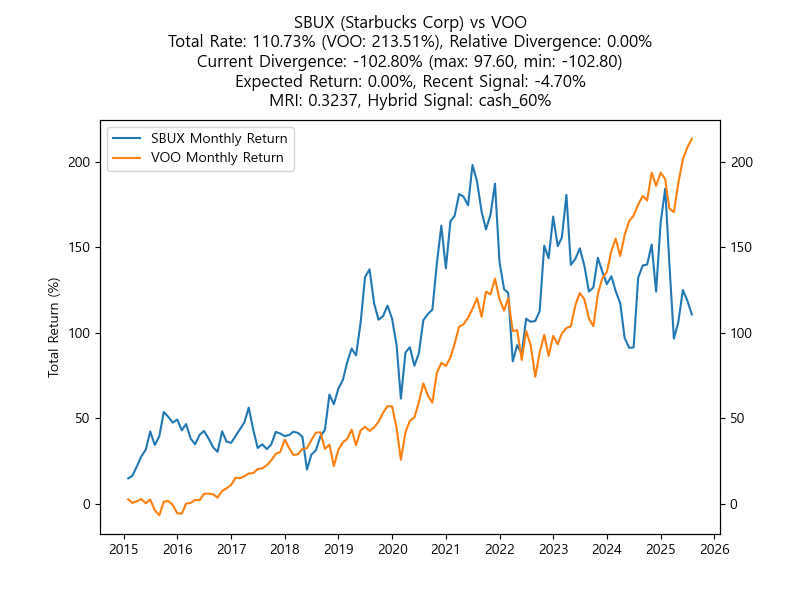 SBUX (Starbucks Corp) vs VOO
Total Rate: 110.73% (VOO: 213.51%), Relative Divergence: 0.00%
Current Divergence: -102.80% (max: 97.60, min: -102.80)
Expected Return: 0.00%, Recent Signal: -4.70%
MRI: 0.3237, Hybrid Signal: cash_60%
SBUX Monthly Return
VOO Monthly Return
Total Return (%)
200
150
100
50
0
200
150
100
50
0
2015 2016 2017 2018 2019 2020 2021 2022 2023 2024 2025 2026